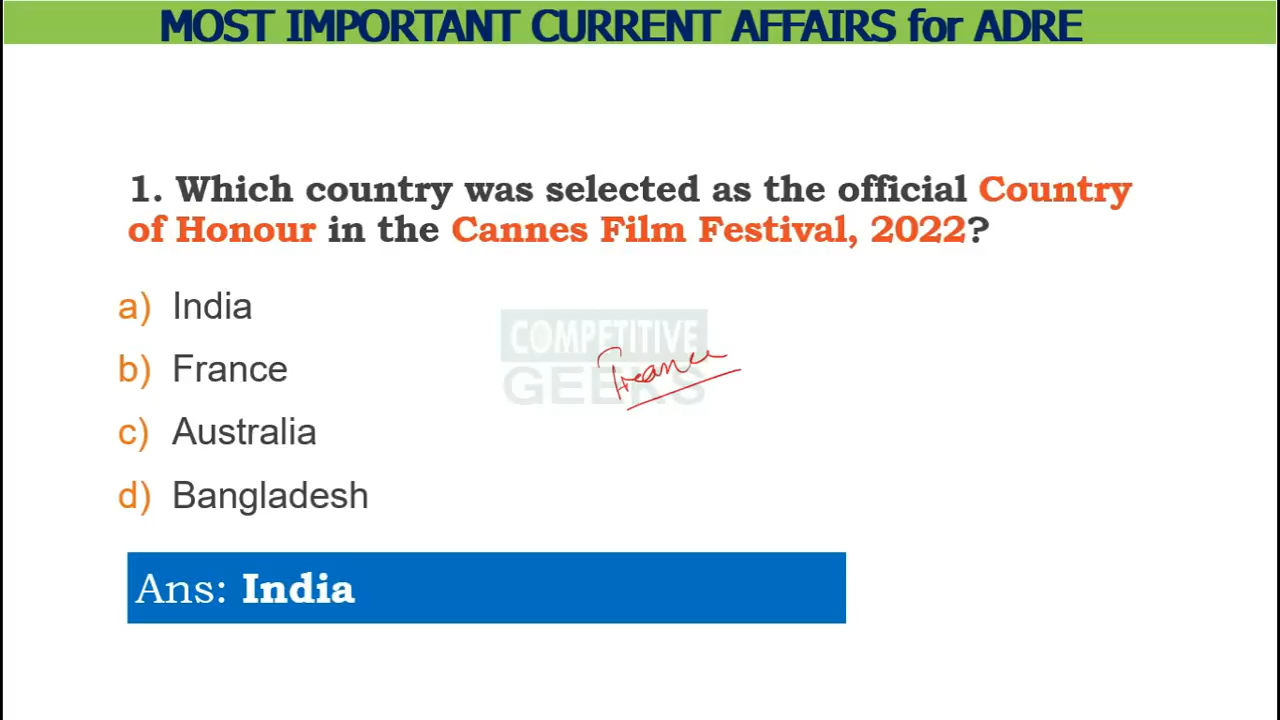 MOST IMPORTANT CURRENT AFFAIRS for ADRE
1. Which country was selected as the official Country
of Honour in the Cannes Film Festival, 2022?
a) India
COMPETITIVE
GEEKS
France
b) France
c) Australia
d) Bangladesh
Ans: India